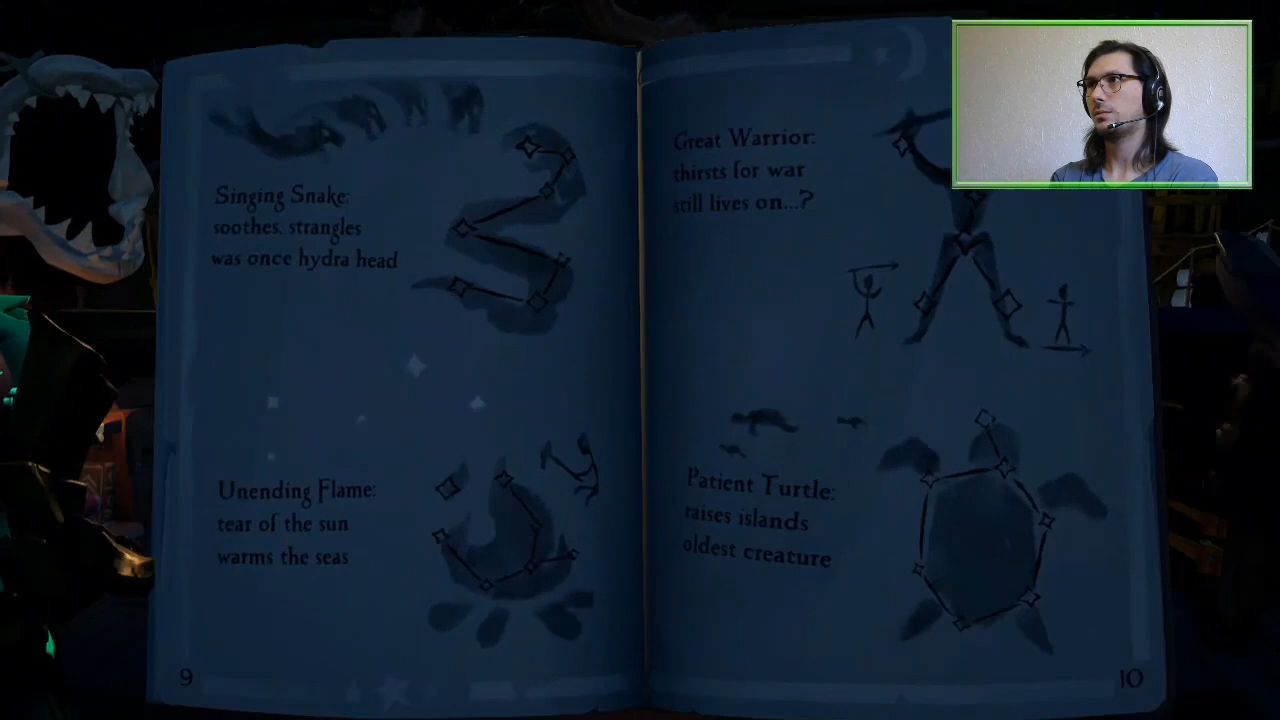 Singing Snake:
soothes, strangles
was once hydra head
Unending Flame:
tear of the sun
warms the seas
9
Great Warrior:
thirsts for war
still lives on...?
Patient Turtle:
raises islands
oldest creature
10